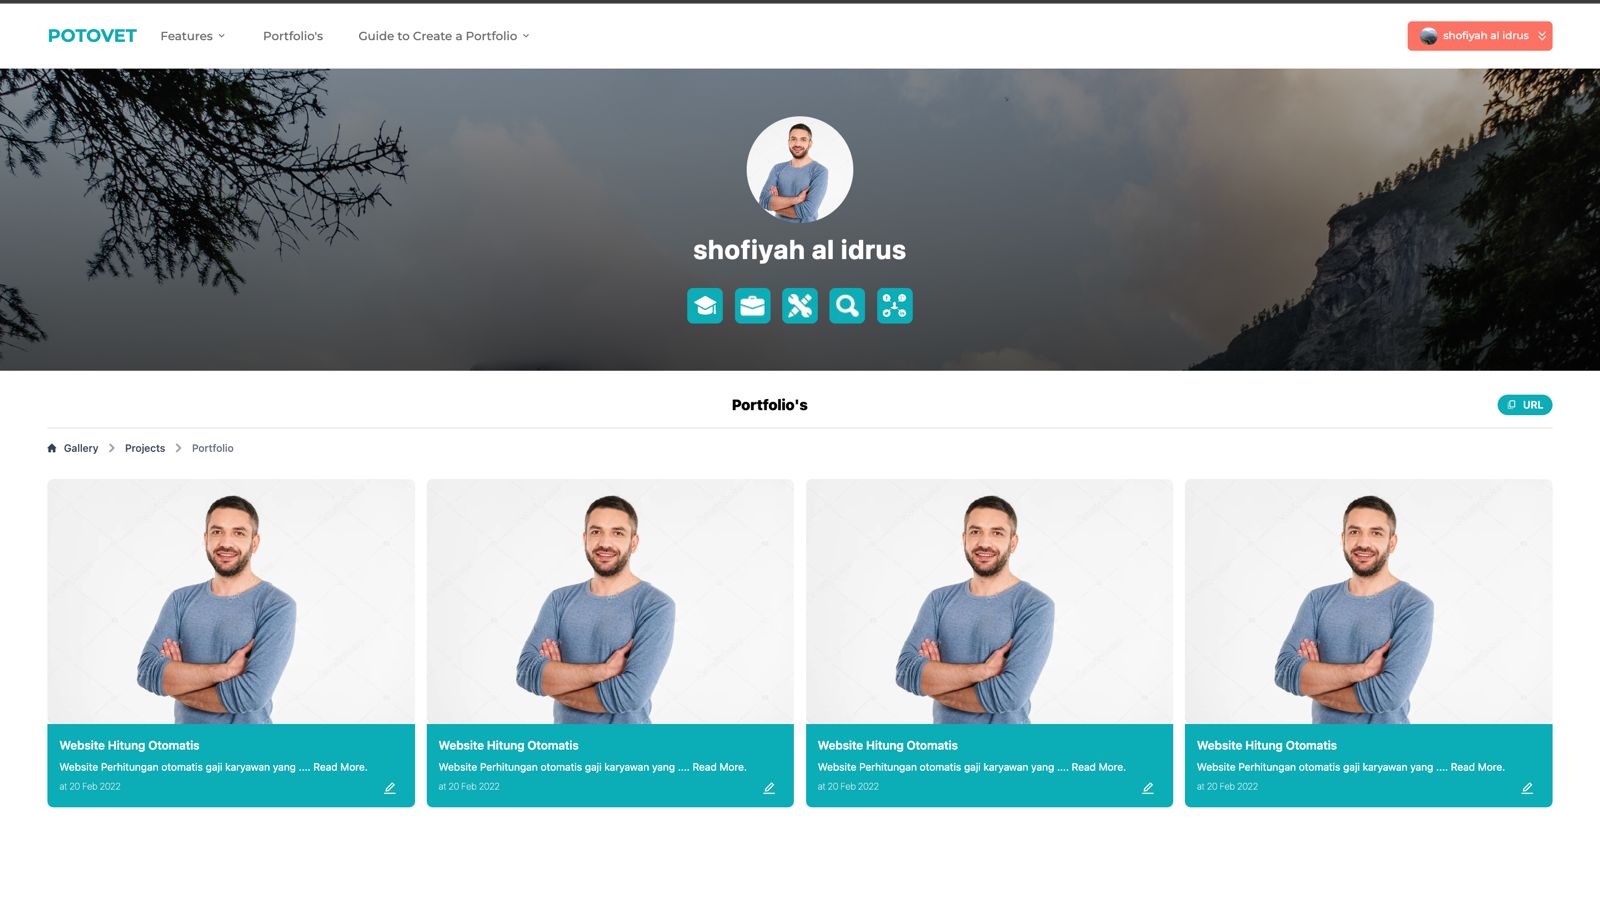 POTOVET
Features
Portfolio's
Guide to Create a Portfolio
shofiyah al idrus
shofiyah al idrus
Portfolio's
URL
Gallery
Projects
Portfolio
Website Hitung Otomatis
Website Perhitungan otomatis gaji karyawan yang .... Read More.
at 20 Feb 2022
Website Hitung Otomatis
Website Perhitungan otomatis gaji karyawan yang .... Read More.
at 20 Feb 2022
Website Hitung Otomatis
Website Perhitungan otomatis gaji karyawan yang .... Read More.
at 20 Feb 2022
Website Hitung Otomatis
Website Perhitungan otomatis gaji karyawan yang .... Read More.
at 20 Feb 2022